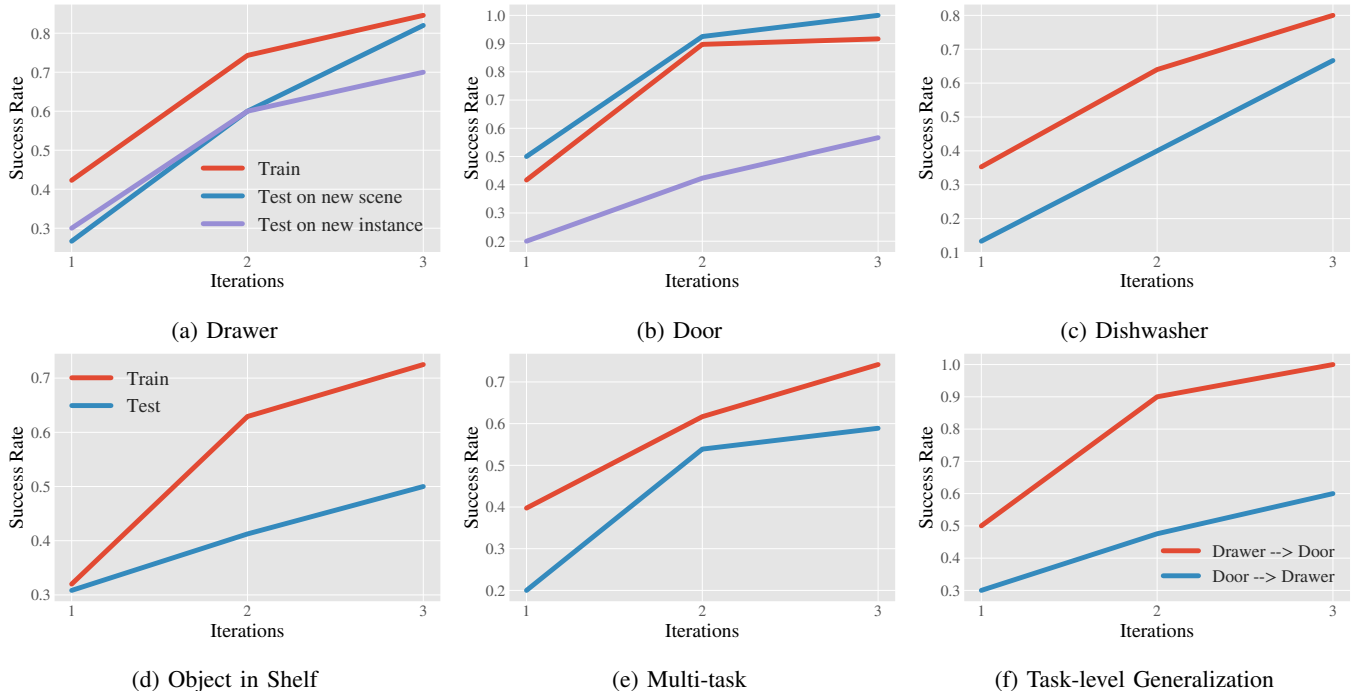 Success Rate
0.8
0.7
0.6
0.5
0.4
0.3
Train
Test on new scene
Test on new instance
1 2 3
Iterations
(a) Drawer
Success Rate
1.0
0.9
0.8
0.7
0.6
0.5
0.4
0.3
0.2
1 2 3
Iterations
(b) Door
Success Rate
0.8
0.7
0.6
0.5
0.4
0.3
0.2
0.1
1 2 3
Iterations
(c) Dishwasher
Success Rate
0.7
0.6
0.5
0.4
0.3
Train
Test
1 2 3
Iterations
(d) Object in Shelf
Success Rate
0.7
0.6
0.5
0.4
0.3
0.2
1 2 3
Iterations
(e) Multi-task
Success Rate
1.0
0.9
0.8
0.7
0.6
0.5
0.4
0.3
Drawer --> Door
Door --> Drawer
1 2 3
Iterations
(f) Task-level Generalization